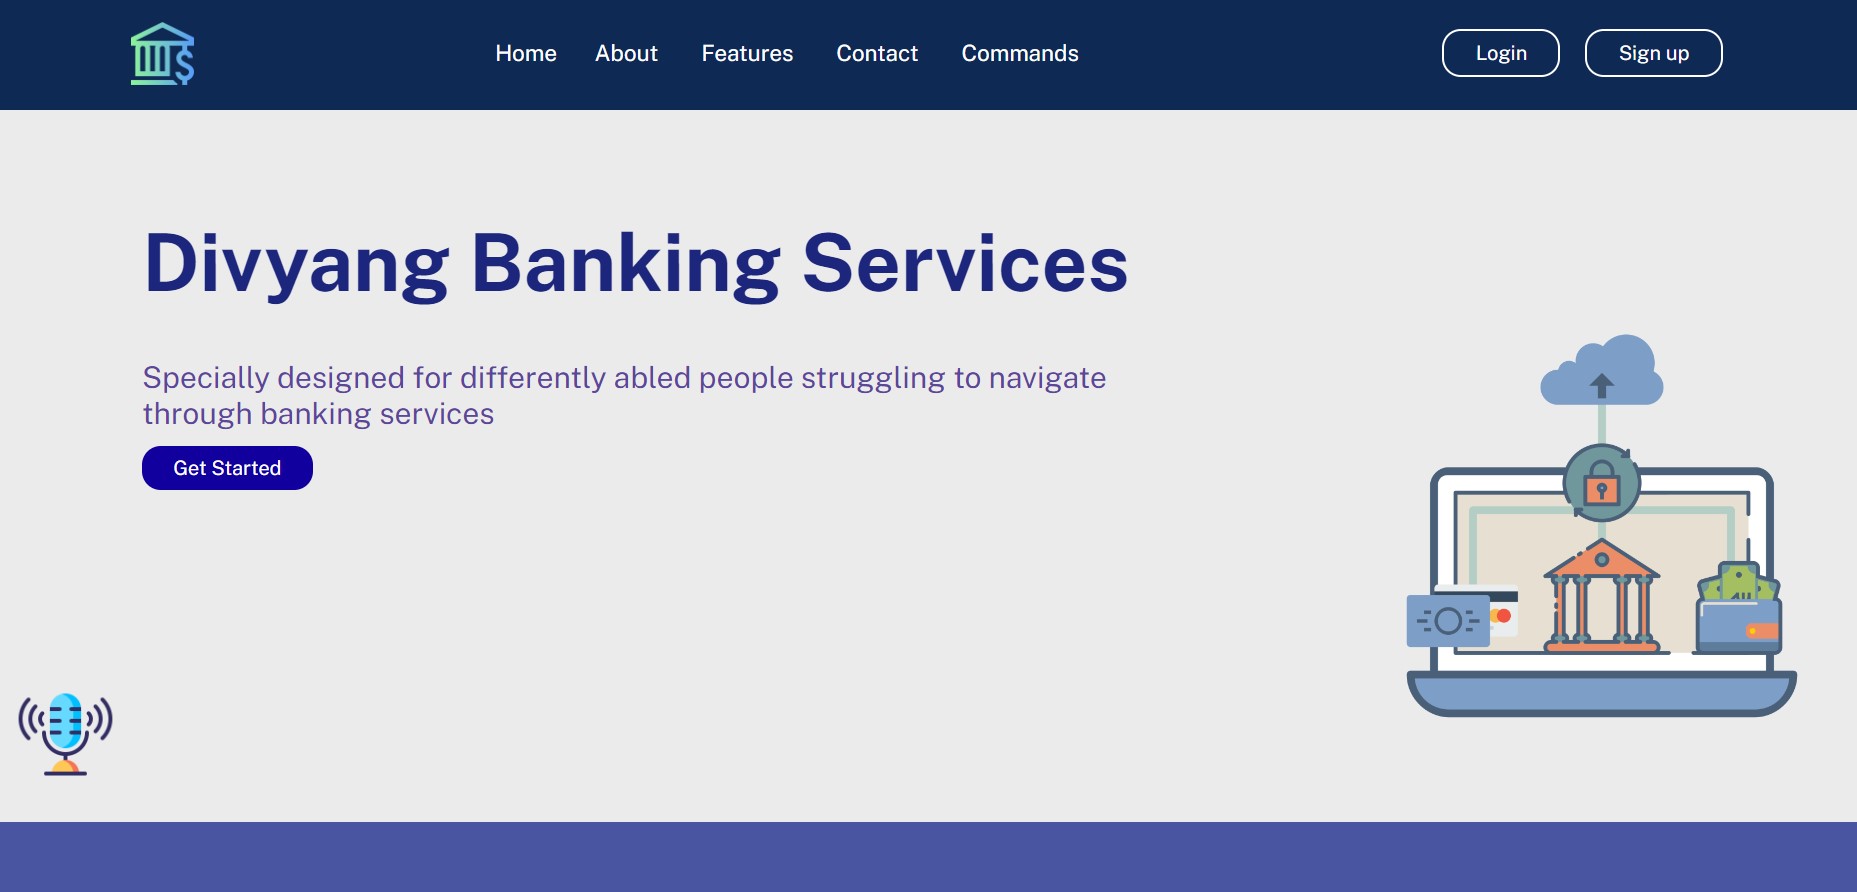 Home About Features Contact Commands Login Sign up
Divyang Banking Services
Specially designed for differently abled people struggling to navigate
through banking services
Get Started